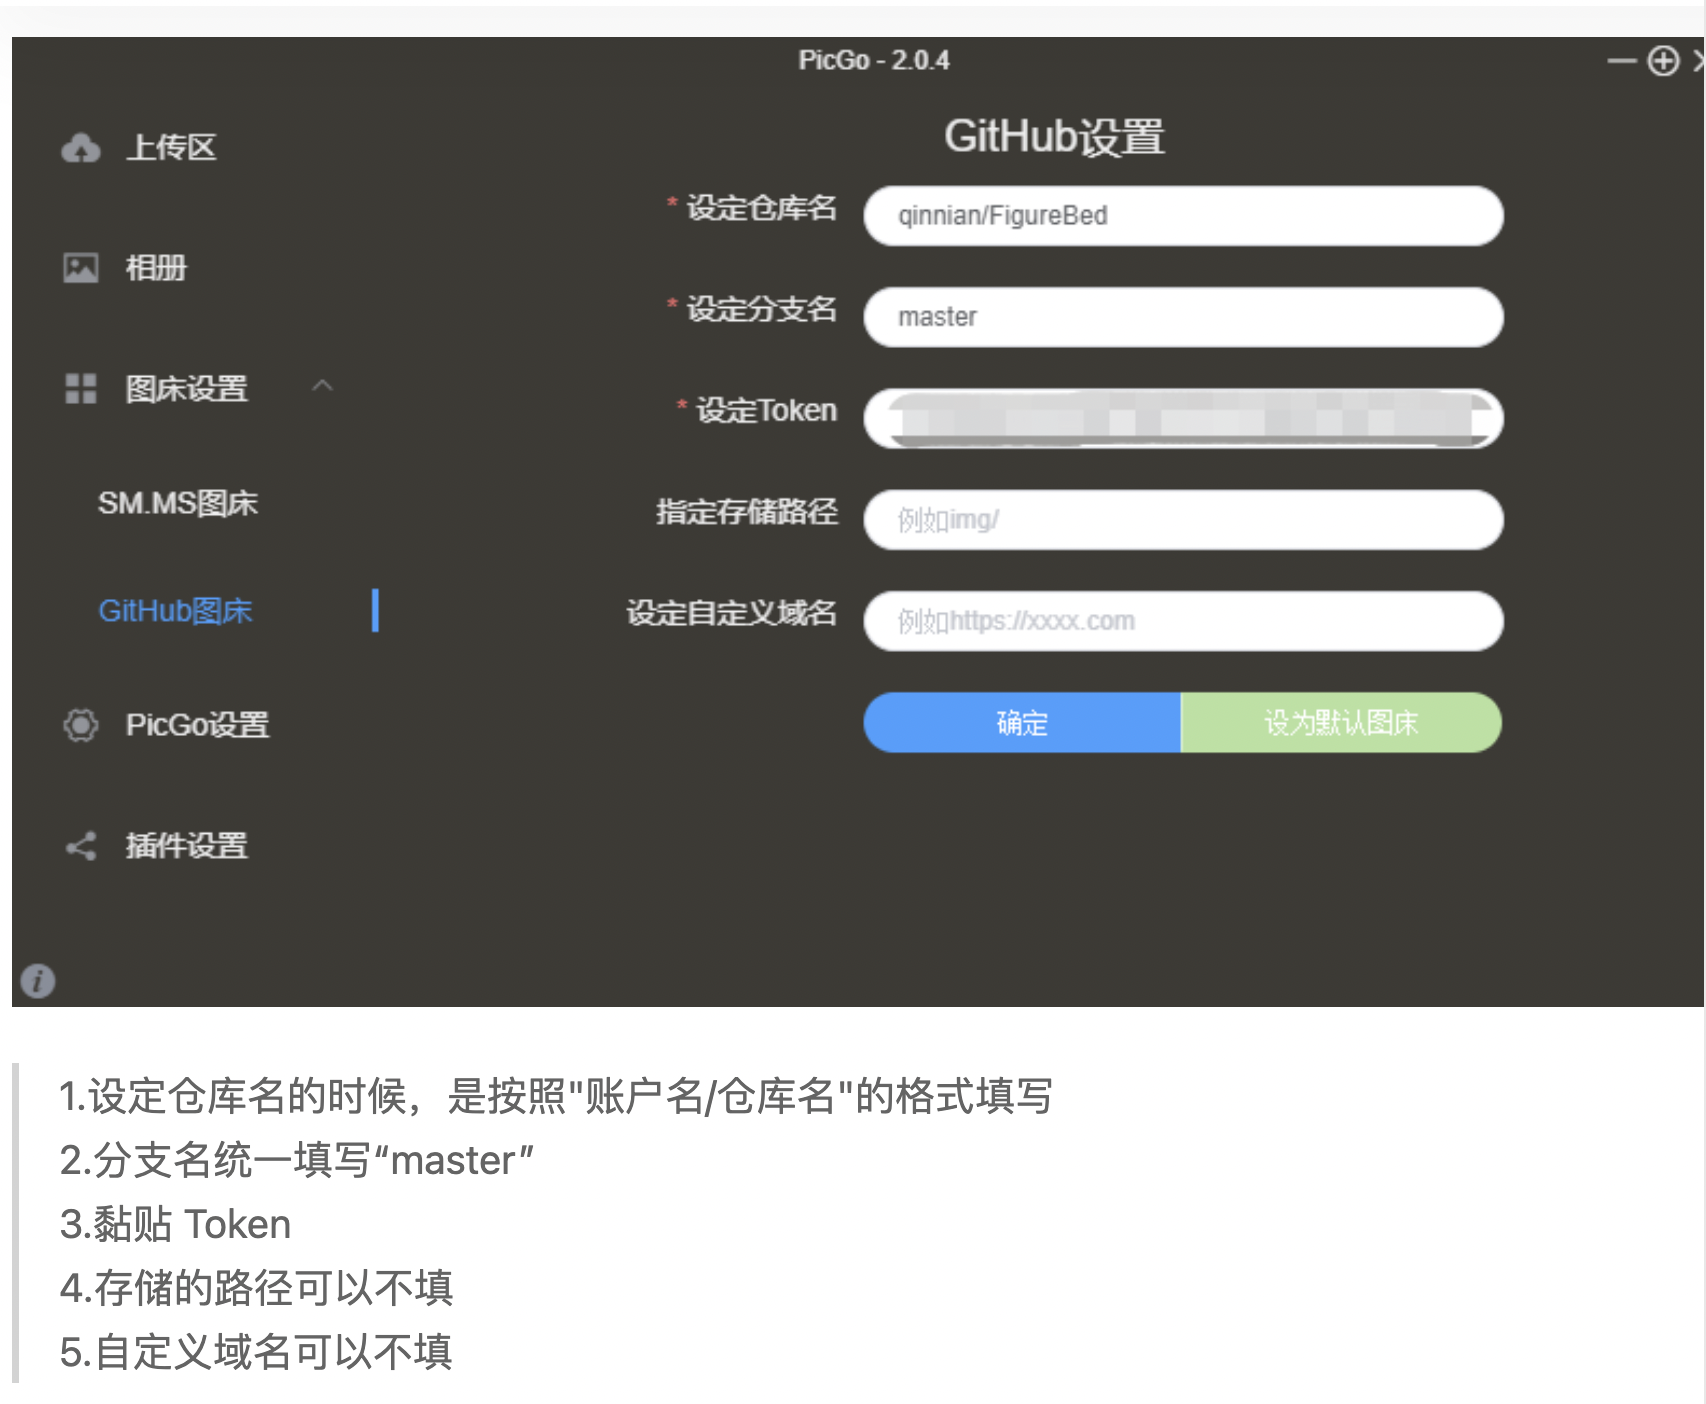 PicGo - 2.0.4
上传区
相册
图床设置
SM.MS图床
GitHub图床
PicGo设置
插件设置
GitHub设置
* 设定仓库名
qinnian/FigureBed
* 设定分支名
master
* 设定Token
指定存储路径
例如img/
设定自定义域名
例如https://xxxx.com
确定
设为默认图床
1.设定仓库名的时候，是按照"账户名/仓库名"的格式填写
2.分支名统一填写“master”
3.黏贴 Token
4.存储的路径可以不填
5.自定义域名可以不填